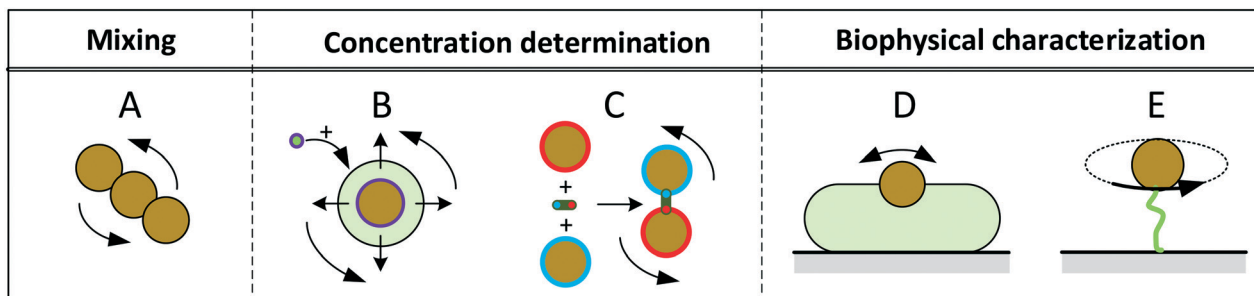 Mixing
Concentration determination
Biophysical characterization
A
B
C
D
E
+
+
+